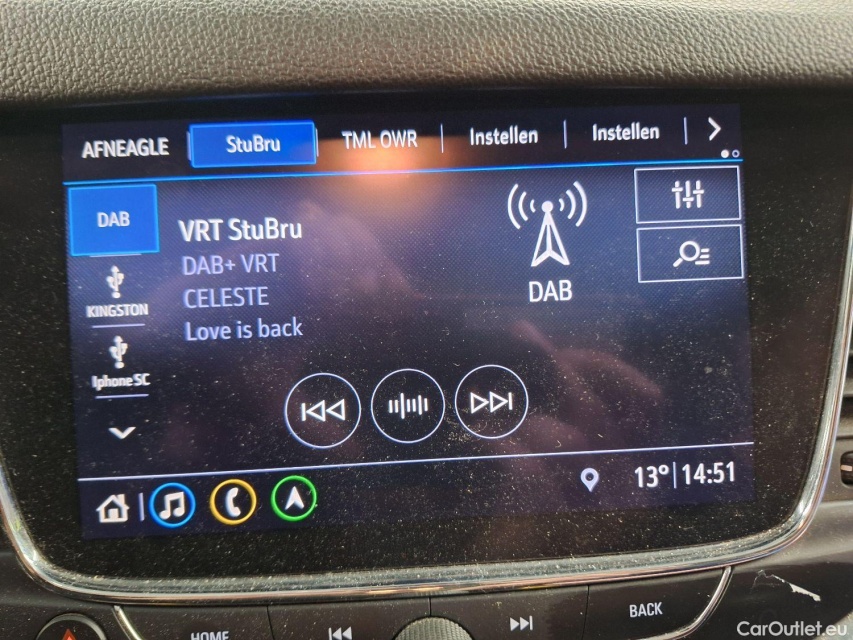 AFNEAGLE StuBru TML OWR Instellen Instellen
DAB
KINGSTON
Iphone SC
VRT StuBru
DAB+ VRT
CELESTE
Love is back
DAB
13° 14:51
HOME
BACK
CarOutlet.eu